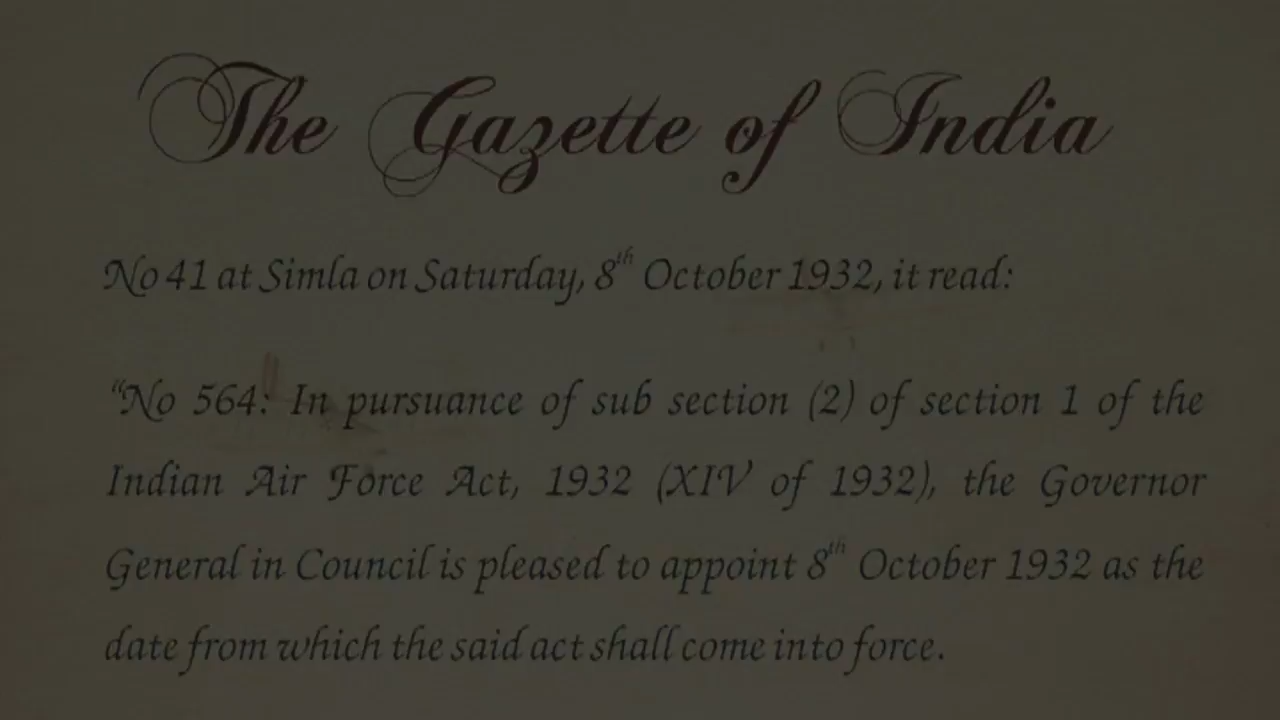 The Gazette of India
No 41 at Simla on Saturday, 8th October 1932, it read:
“No 564: In pursuance of sub section (2) of section 1 of the
Indian Air Force Act, 1932 (XIV of 1932), the Governor
General in Council is pleased to appoint 8th October 1932 as the
date from which the said act shall come into force.